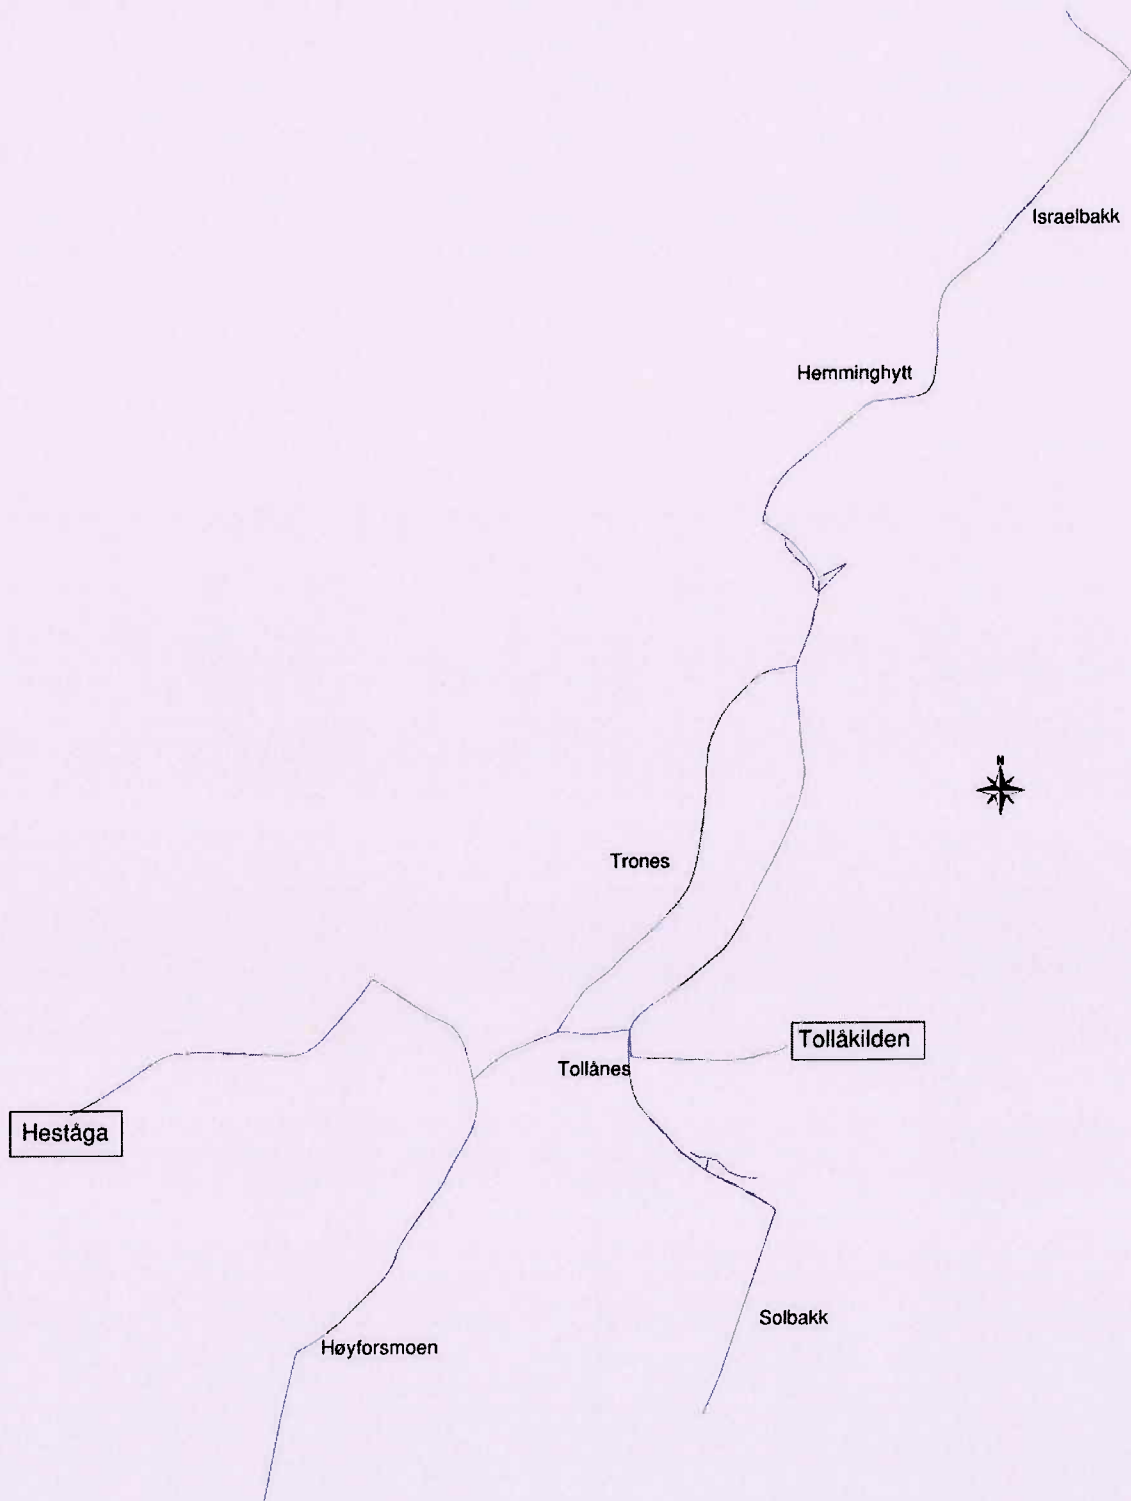 Israelbakk
Hemminghytt
N
Trones
Tollåkilden
Tollånes
Heståga
Solbakk
Høyforsmoen